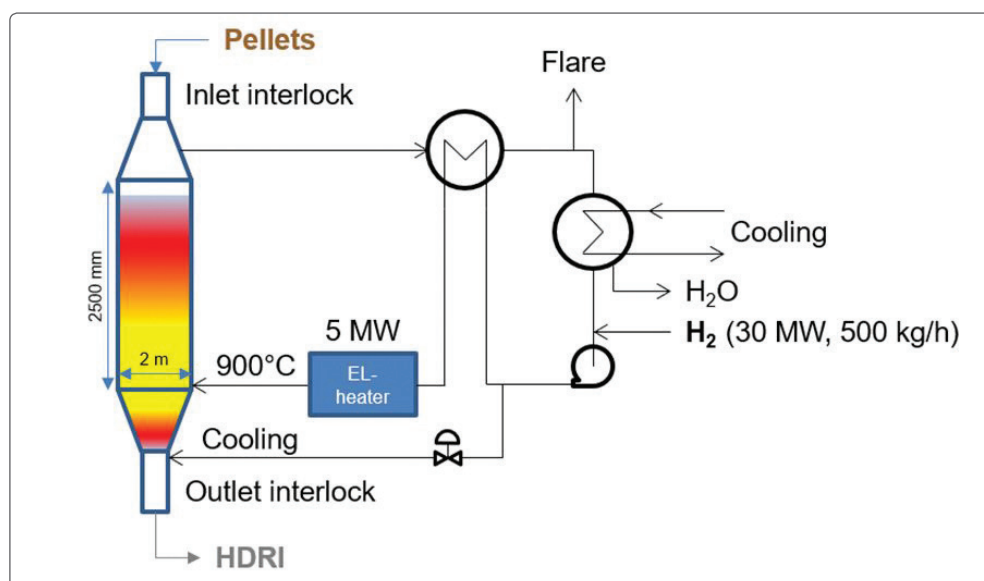 Pellets
Inlet interlock
Flare
2500 mm
Cooling
H₂O
H₂ (30 MW, 500 kg/h)
5 MW
900°C
2 m
EL-
heater
Cooling
Outlet interlock
HDRI